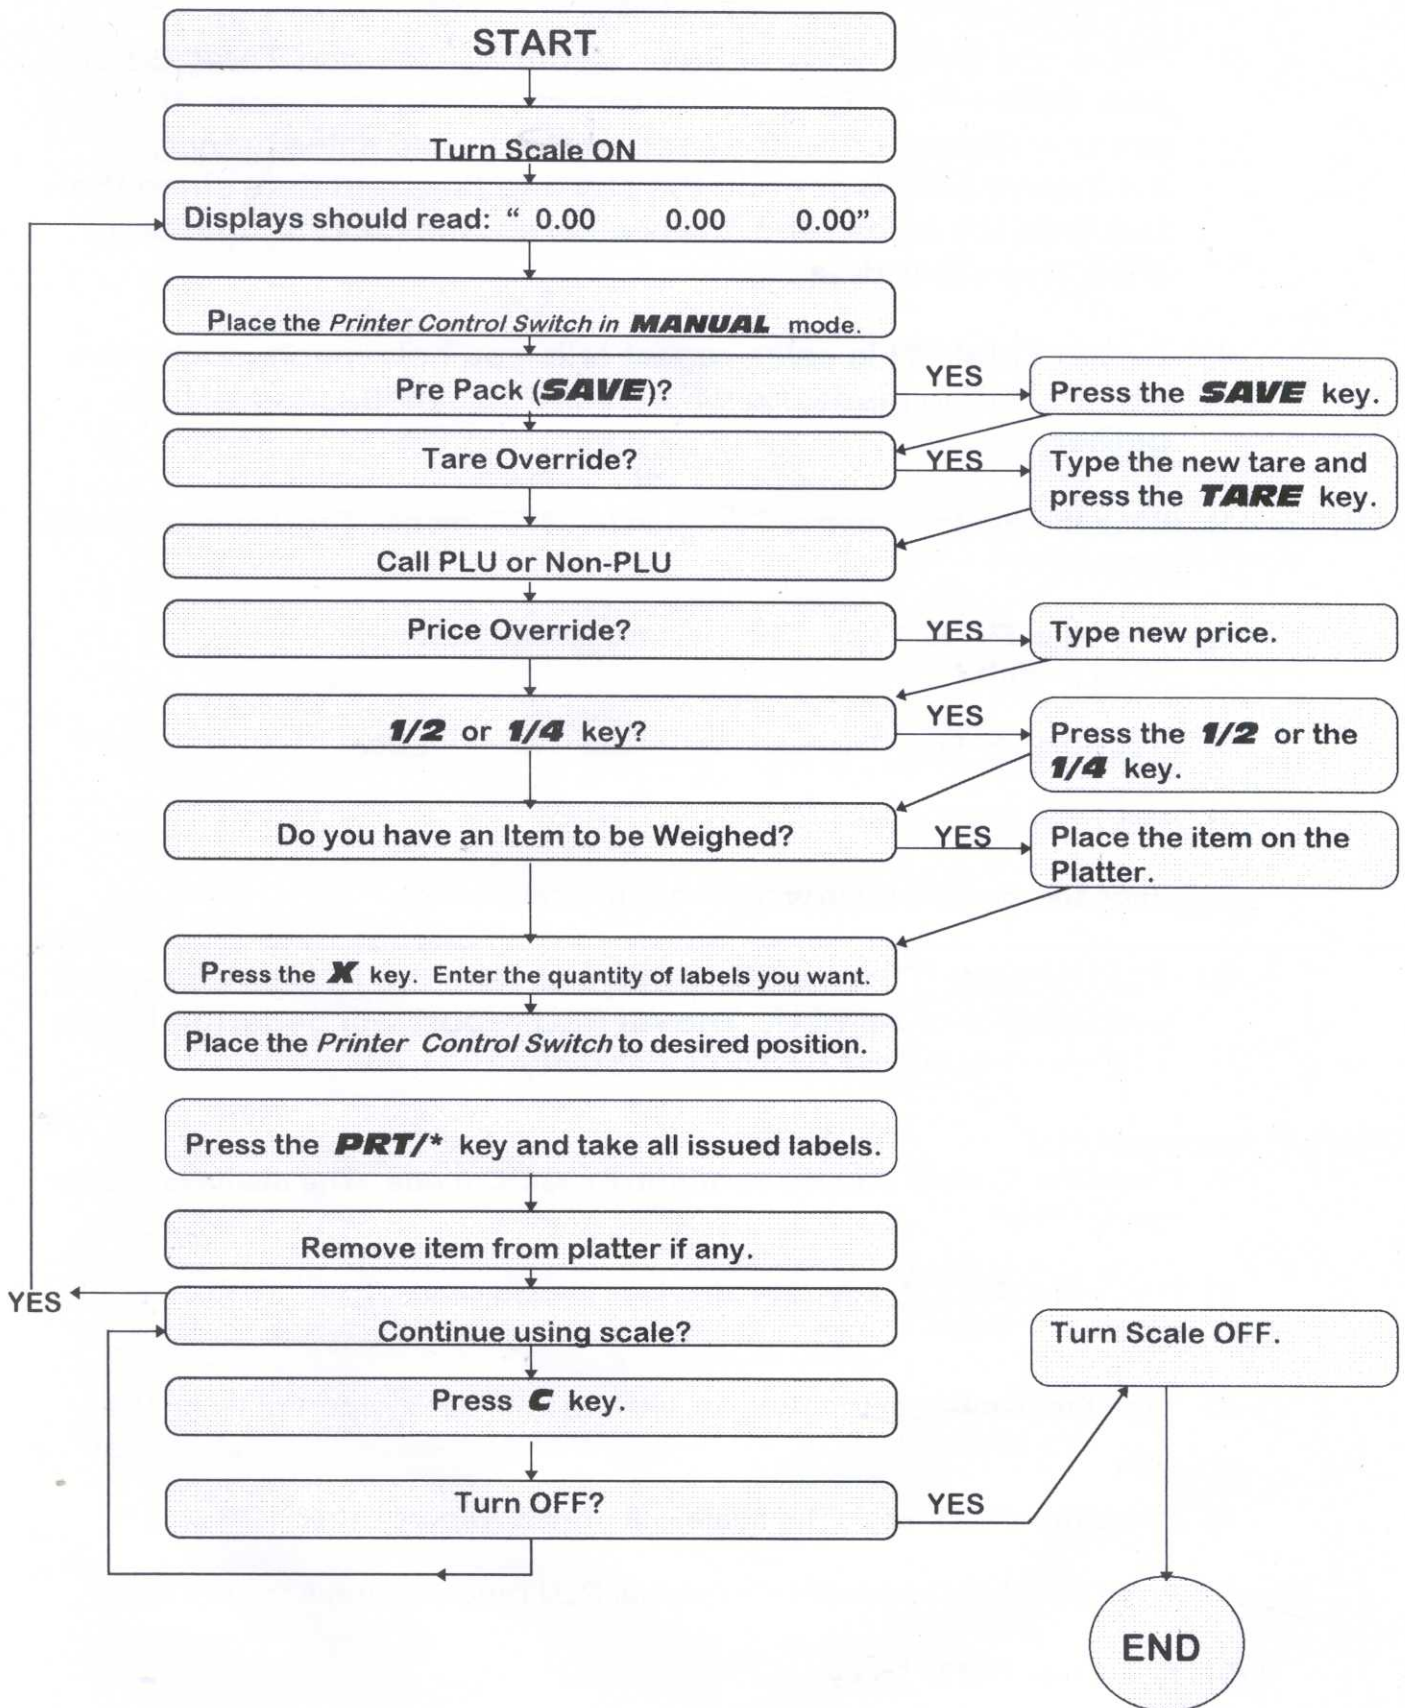 START
Turn Scale ON
Displays should read: “ 0.00 0.00 0.00”
Place the Printer Control Switch in MANUAL mode.
Pre Pack (SAVE)?
YES
Press the SAVE key.
Tare Override?
YES
Type the new tare and
press the TARE key.
Call PLU or Non-PLU
Price Override?
YES
Type new price.
1/2 or 1/4 key?
YES
Press the 1/2 or the
1/4 key.
Do you have an Item to be Weighed?
YES
Place the item on the
Platter.
Press the X key. Enter the quantity of labels you want.
Place the Printer Control Switch to desired position.
Press the PRT/* key and take all issued labels.
Remove item from platter if any.
YES
Continue using scale?
Turn Scale OFF.
Press C key.
Turn OFF?
YES
END